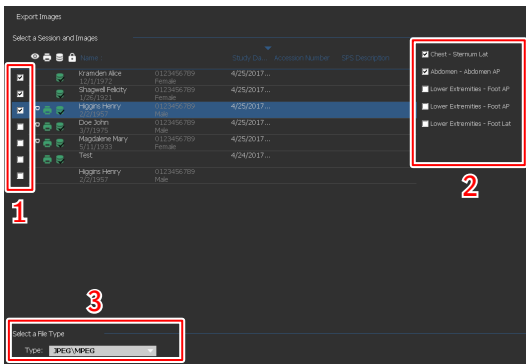 Export Images
Select a Session and Images
Name Study Da... Accession Number SPS Description
Kramden Alice 0123456789 4/25/2017...
12/1/1972 Female
Shagwell Felicity 0123456789 4/25/2017...
1/26/1921 Female
Higgins Henry 0123456789 4/25/2017...
2/2/1957 Male
Doe John 0123456789 4/25/2017...
3/7/1975 Male
Magdalene Mary 0123456789 4/25/2017...
5/11/1933 Female
Test 4/24/2017...
Higgins Henry 0123456789
2/2/1957 Male
Chest - Sternum Lat
Abdomen - Abdomen AP
Lower Extremities - Foot AP
Lower Extremities - Foot AP
Lower Extremities - Foot Lat
1
2
3
Select a File Type
Type: JPEG\MPEG